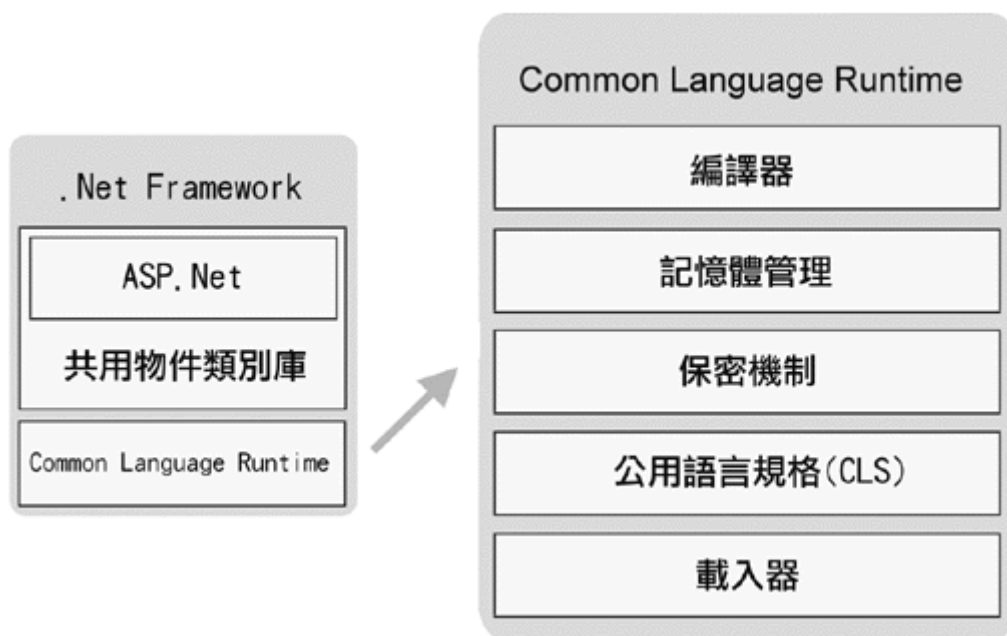 .Net Framework
ASP.Net
共用物件類別庫
Common Language Runtime
Common Language Runtime
編譯器
記憶體管理
保密機制
公用語言規格(CLS)
載入器